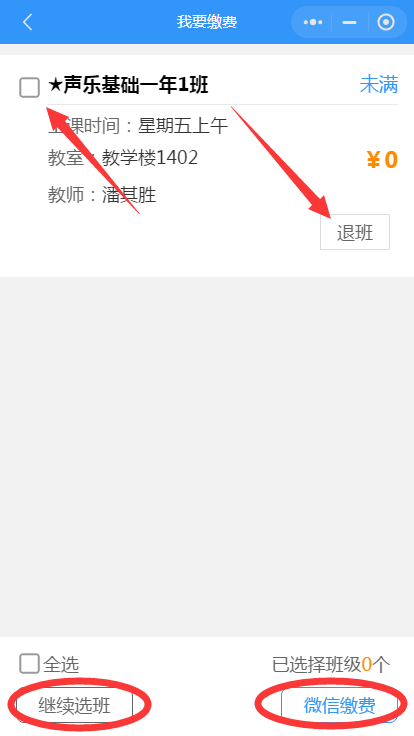 我要缴费
★声乐基础一年1班 未满
上课时间：星期五上午
教室：教学楼1402 ¥0
教师：潘其胜
退班
全选 已选择班级0个
继续选班 微信缴费